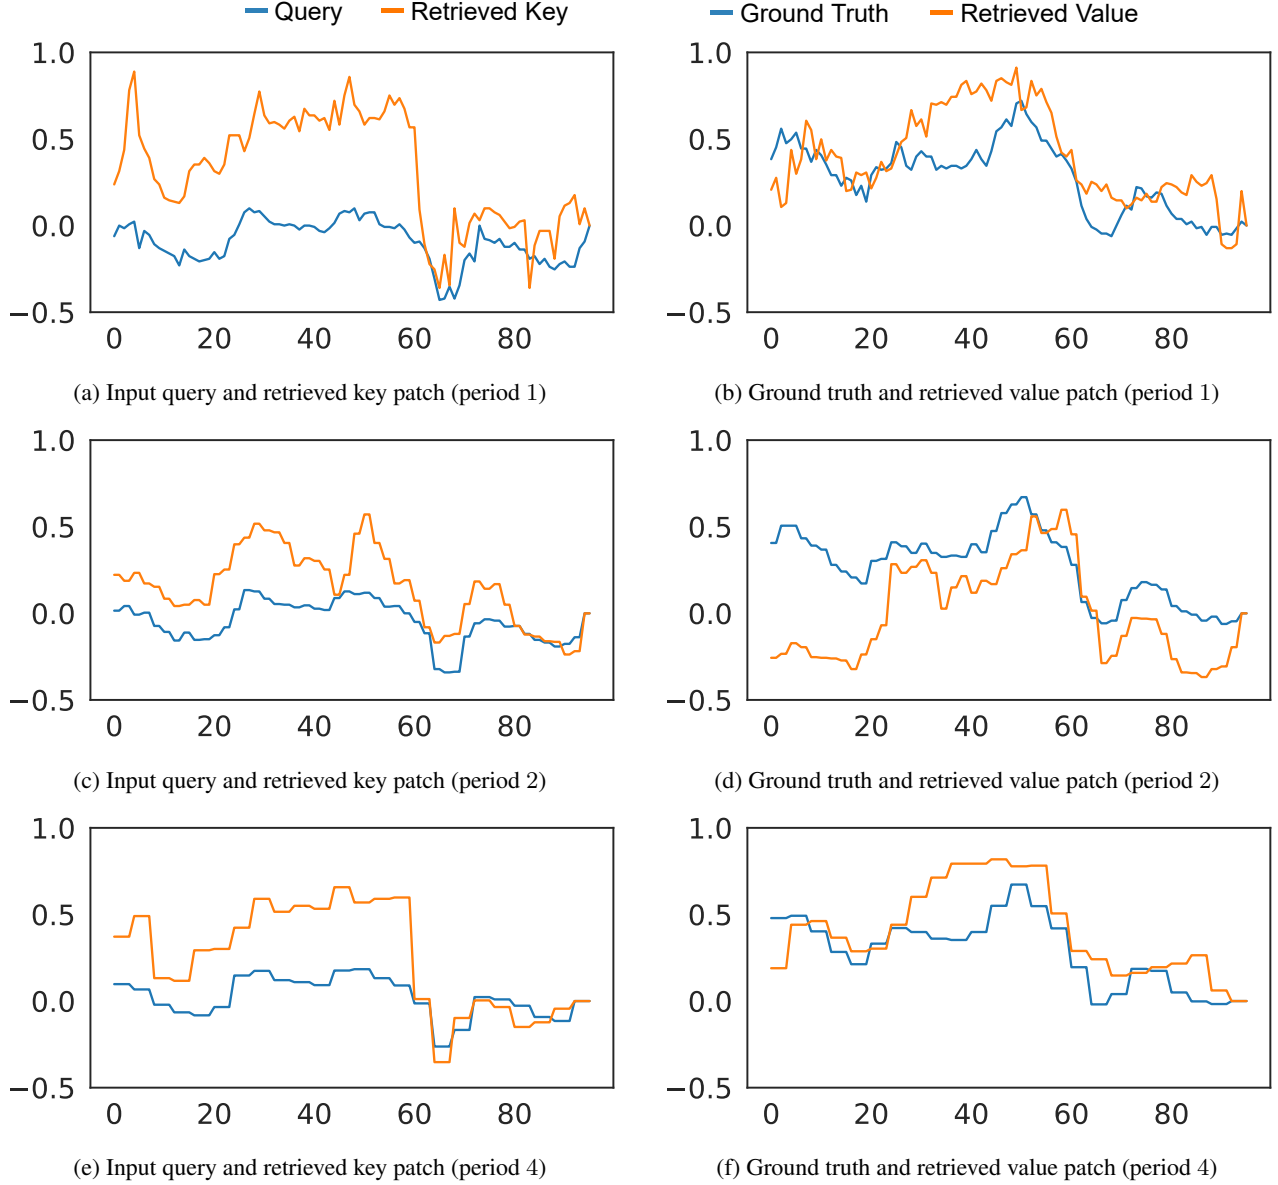 Query Retrieved Key
Ground Truth Retrieved Value
1.0
0.5
0.0
−0.5
0 20 40 60 80
1.0
0.5
0.0
−0.5
0 20 40 60 80
(a) Input query and retrieved key patch (period 1)
(b) Ground truth and retrieved value patch (period 1)
1.0
0.5
0.0
−0.5
0 20 40 60 80
1.0
0.5
0.0
−0.5
0 20 40 60 80
(c) Input query and retrieved key patch (period 2)
(d) Ground truth and retrieved value patch (period 2)
1.0
0.5
0.0
−0.5
0 20 40 60 80
1.0
0.5
0.0
−0.5
0 20 40 60 80
(e) Input query and retrieved key patch (period 4)
(f) Ground truth and retrieved value patch (period 4)